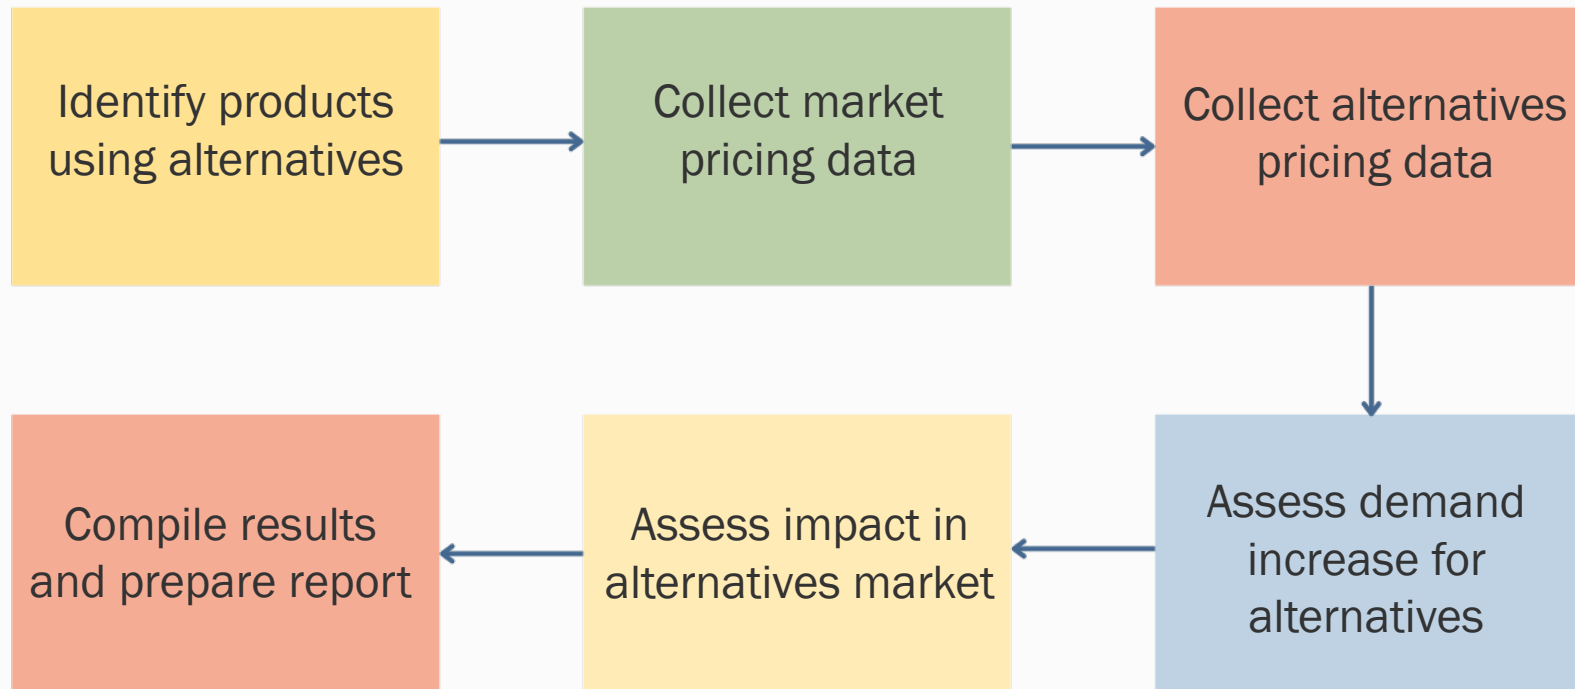 Identify products
using alternatives
Collect market
pricing data
Collect alternatives
pricing data
Assess demand
increase for
alternatives
Assess impact in
alternatives market
Compile results
and prepare report